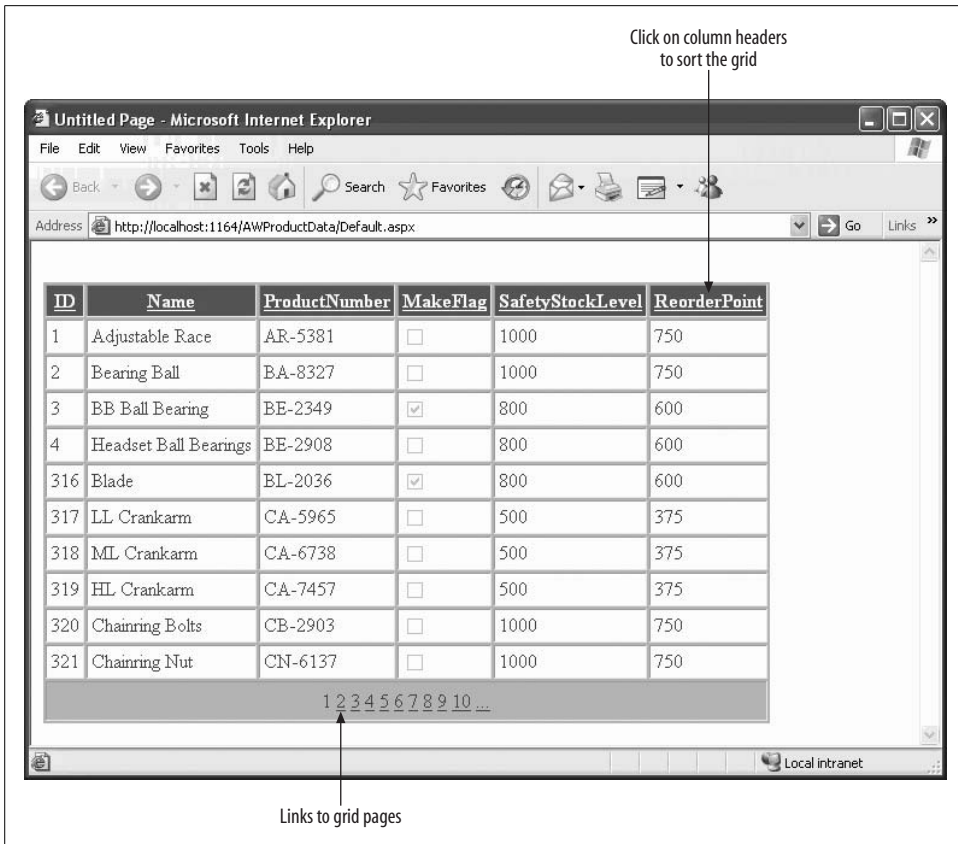 Click on column headers
to sort the grid
Untitled Page - Microsoft Internet Explorer
File Edit View Favorites Tools Help
Back Search Favorites
Address http://localhost:1164/AWProductData/Default.aspx Go Links »
ID Name ProductNumber MakeFlag SafetyStockLevel ReorderPoint
1 Adjustable Race AR-5381 1000 750
2 Bearing Ball BA-8327 1000 750
3 BB Ball Bearing BE-2349 800 600
4 Headset Ball Bearings BE-2908 800 600
316 Blade BL-2036 800 600
317 LL Crankarm CA-5965 500 375
318 ML Crankarm CA-6738 500 375
319 HL Crankarm CA-7457 500 375
320 Chainring Bolts CB-2903 1000 750
321 Chainring Nut CN-6137 1000 750
1 2 3 4 5 6 7 8 9 10 ...
Local intranet
Links to grid pages